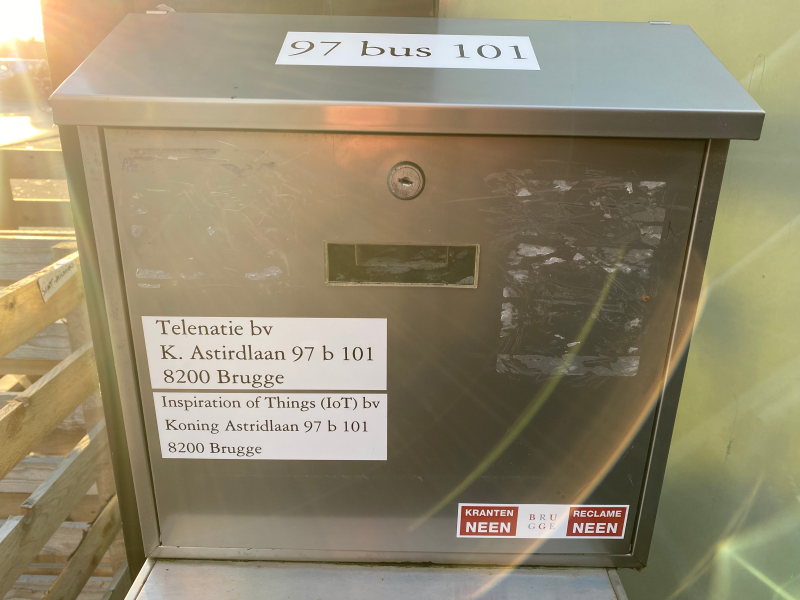 97 bus 101
Telenatie bv
K. Astirdlaan 97 b 101
8200 Brugge
Inspiration of Things (IoT) bv
Koning Astridlaan 97 b 101
8200 Brugge
KRANTEN
NEEN
BRU
GGE
RECLAME
NEEN